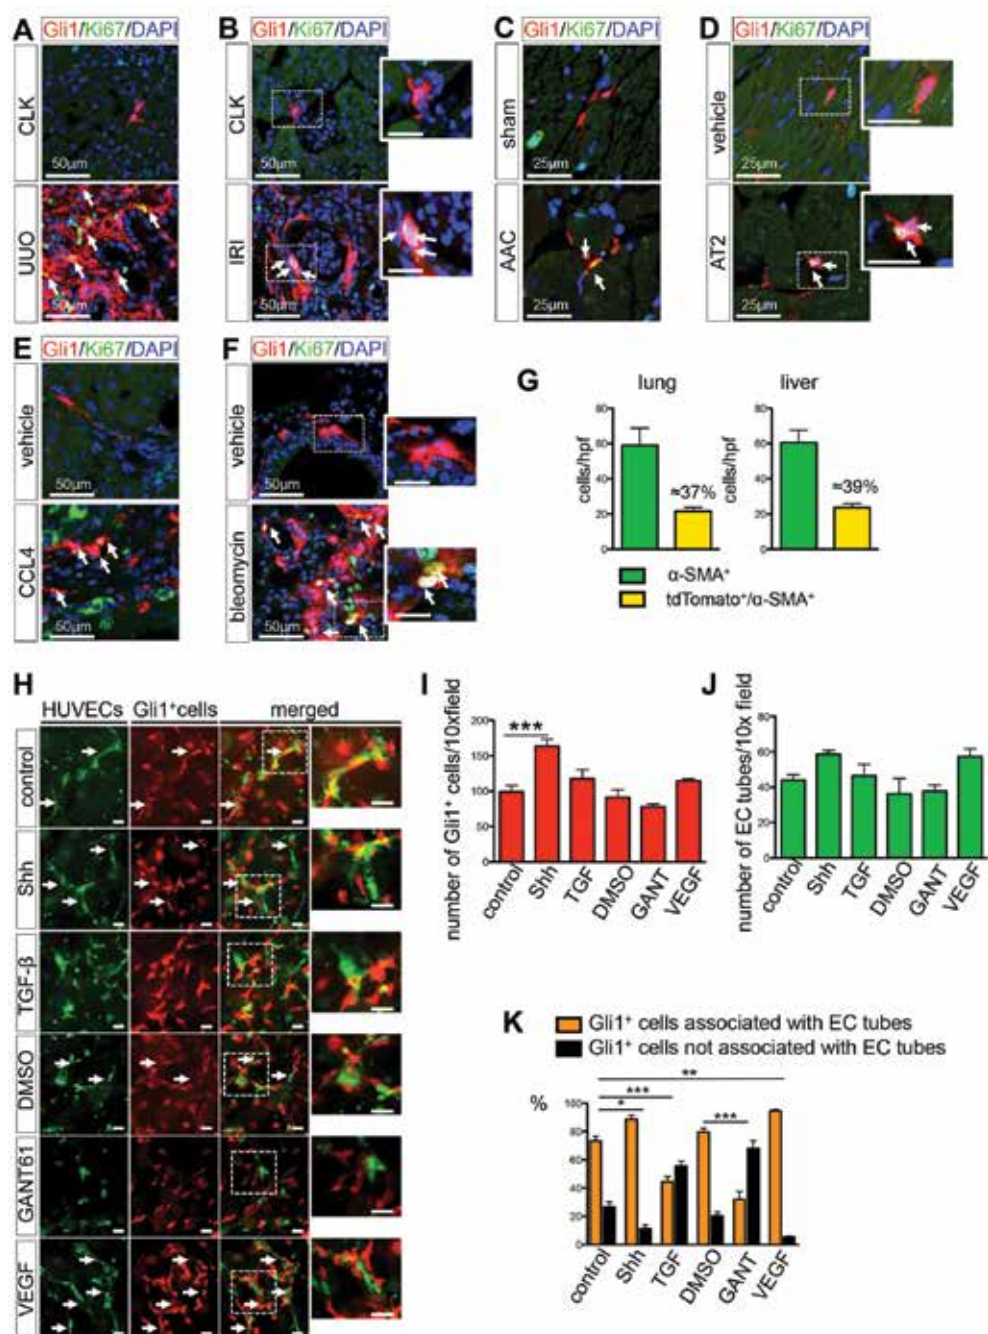 A
Gli1/Ki67/DAPI
CLK
50µm
UUO
50µm
B
Gli1/Ki67/DAPI
CLK
50µm
IRI
50µm
C
Gli1/Ki67/DAPI
sham
25µm
AAC
25µm
D
Gli1/Ki67/DAPI
vehicle
25µm
AT2
25µm
E
Gli1/Ki67/DAPI
vehicle
50µm
CCL4
50µm
F
Gli1/Ki67/DAPI
vehicle
50µm
bleomycin
50µm
G
lung
liver
cells/hpf
80
60
40
20
0
≈37%
cells/hpf
80
60
40
20
0
≈39%
α-SMA⁺
tdTomato⁺/α-SMA⁺
H
HUVECs Gli1⁺cells merged
control
Shh
TGF-β
DMSO
GANT61
VEGF
I
number of Gli1⁺ cells/10xfield
200
150
100
50
0
***
control
Shh
TGF
DMSO
GANT
VEGF
J
number of EC tubes/10x field
80
60
40
20
0
control
Shh
TGF
DMSO
GANT
VEGF
K
Gli1⁺ cells associated with EC tubes
Gli1⁺ cells not associated with EC tubes
%
100
80
60
40
20
0
**
***
*
***
control
Shh
TGF
DMSO
GANT
VEGF